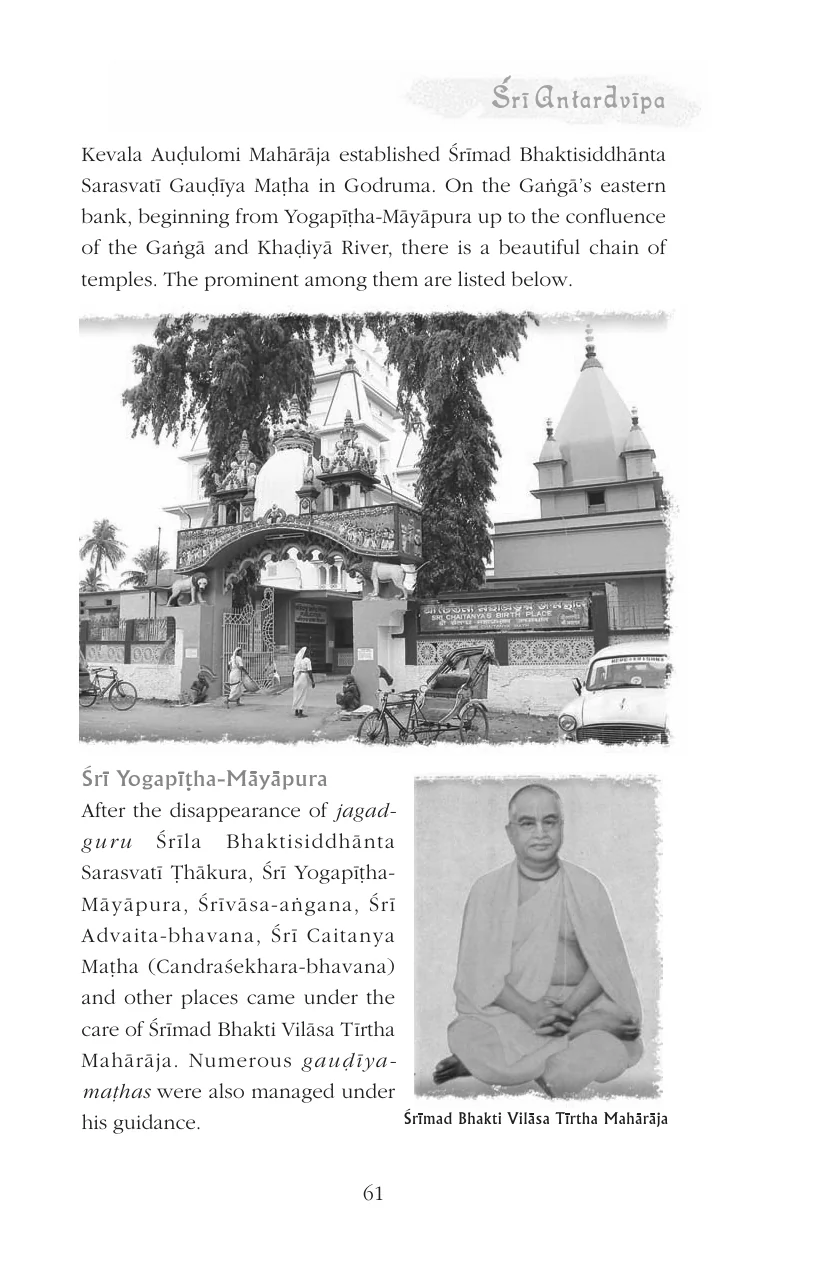 Śrī Antardvīpa
Kevala Auḍulomi Mahārāja established Śrīmad Bhaktisiddhānta
Sarasvatī Gauḍīya Maṭha in Godruma. On the Gaṅgā’s eastern
bank, beginning from Yogapīṭha-Māyāpura up to the confluence
of the Gaṅgā and Khaḍiyā River, there is a beautiful chain of
temples. The prominent among them are listed below.
SRI CHAITANYA'S BIRTH PLACE
Śrī Yogapīṭha-Māyāpura
After the disappearance of jagad-
guru Śrīla Bhaktisiddhānta
Sarasvatī Ṭhākura, Śrī Yogapīṭha-
Māyāpura, Śrīvāsa-aṅgana, Śrī
Advaita-bhavana, Śrī Caitanya
Maṭha (Candraśekhara-bhavana)
and other places came under the
care of Śrīmad Bhakti Vilāsa Tīrtha
Mahārāja. Numerous gauḍīya-
maṭhas were also managed under
his guidance.
Śrīmad Bhakti Vilāsa Tīrtha Mahārāja
61